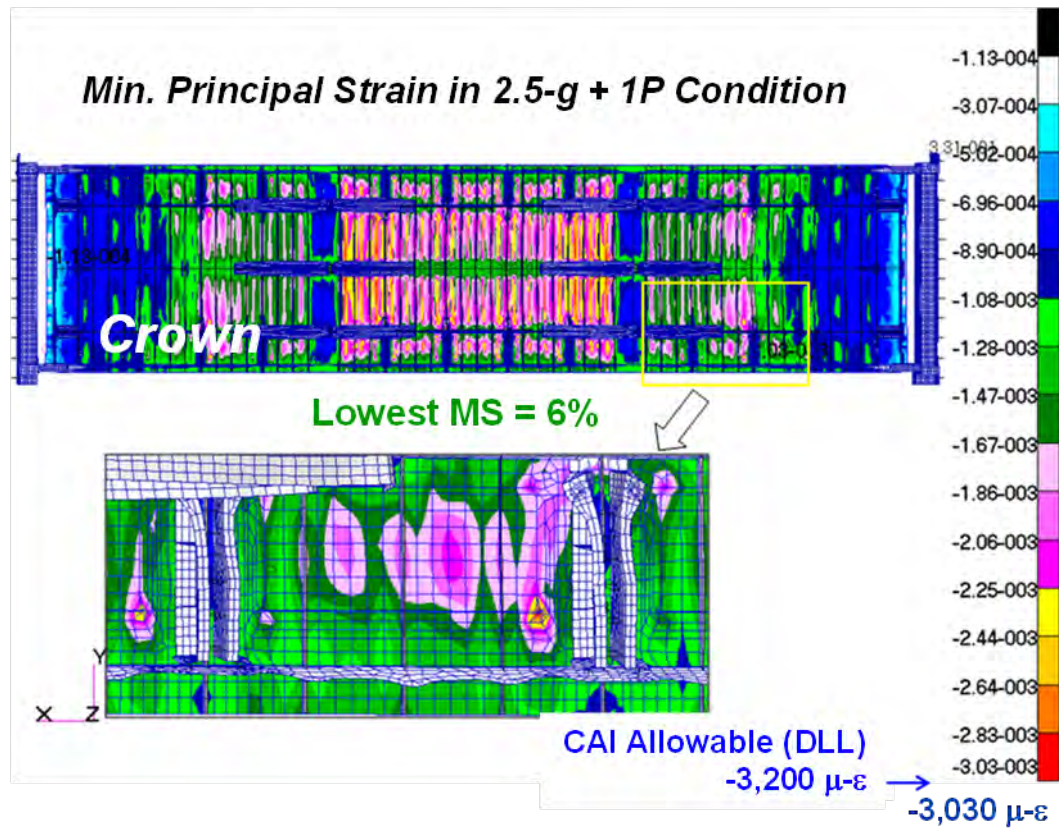 Min. Principal Strain in 2.5-g + 1P Condition
-1.13-004
-3.07-004
-5.02-004
-6.96-004
-8.90-004
-1.08-003
-1.28-003
-1.47-003
-1.67-003
-1.86-003
-2.06-003
-2.25-003
-2.44-003
-2.64-003
-2.83-003
-3.03-003
-1.13-004
Crown
Lowest MS = 6%
Y
X
Z
CAI Allowable (DLL)
-3,200 μ-ε
-3,030 μ-ε